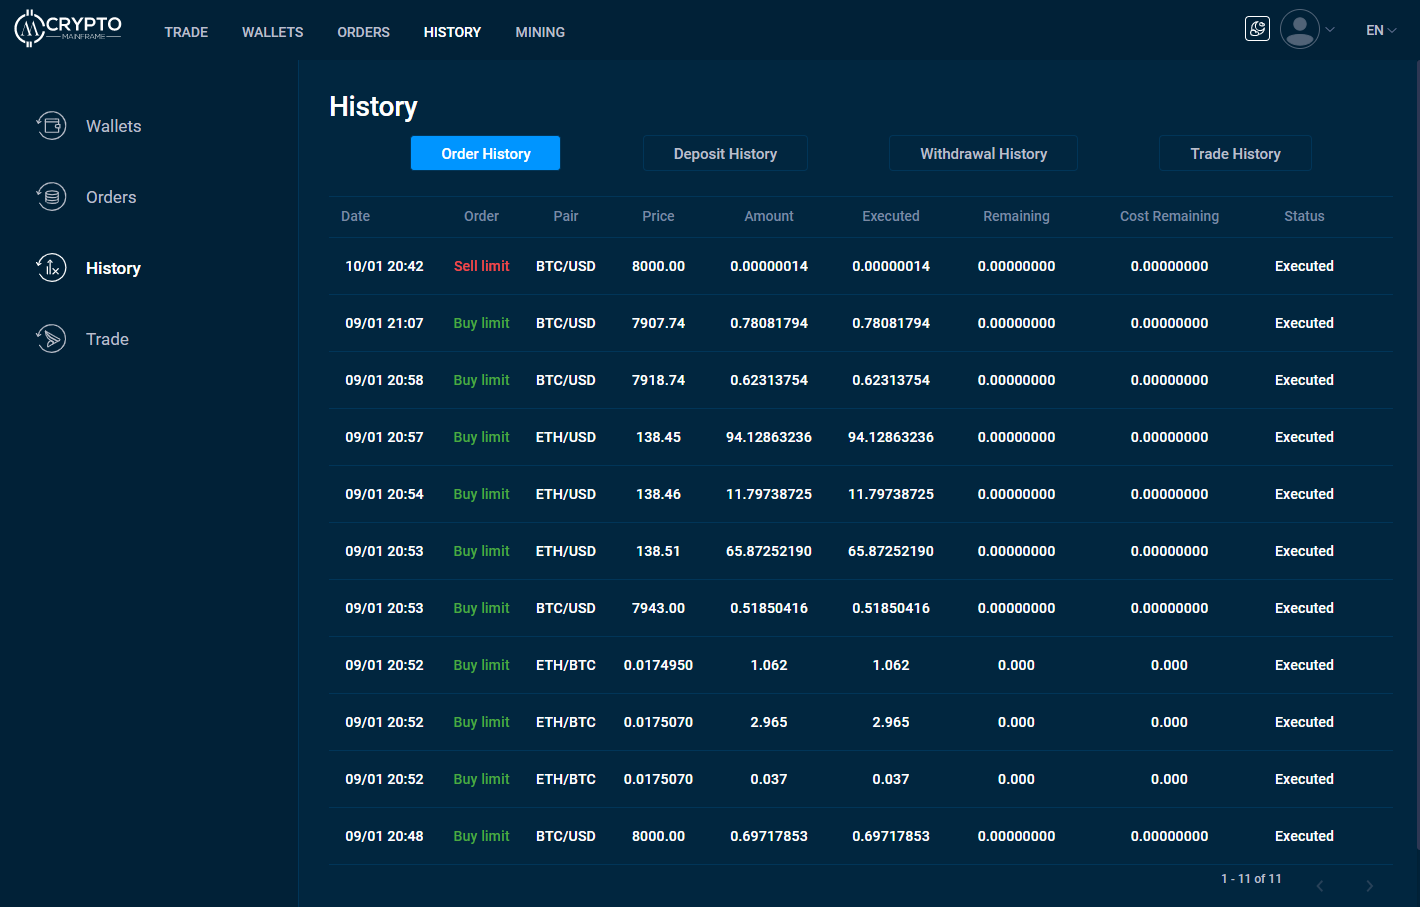 CRYPTO
MAINFRAME
TRADE WALLETS ORDERS HISTORY MINING EN
Wallets
Orders
History
Trade
History
Order History Deposit History Withdrawal History Trade History
Date Order Pair Price Amount Executed Remaining Cost Remaining Status
10/01 20:42 Sell limit BTC/USD 8000.00 0.00000014 0.00000014 0.00000000 0.00000000 Executed
09/01 21:07 Buy limit BTC/USD 7907.74 0.78081794 0.78081794 0.00000000 0.00000000 Executed
09/01 20:58 Buy limit BTC/USD 7918.74 0.62313754 0.62313754 0.00000000 0.00000000 Executed
09/01 20:57 Buy limit ETH/USD 138.45 94.12863236 94.12863236 0.00000000 0.00000000 Executed
09/01 20:54 Buy limit ETH/USD 138.46 11.79738725 11.79738725 0.00000000 0.00000000 Executed
09/01 20:53 Buy limit ETH/USD 138.51 65.87252190 65.87252190 0.00000000 0.00000000 Executed
09/01 20:53 Buy limit BTC/USD 7943.00 0.51850416 0.51850416 0.00000000 0.00000000 Executed
09/01 20:52 Buy limit ETH/BTC 0.0174950 1.062 1.062 0.000 0.000 Executed
09/01 20:52 Buy limit ETH/BTC 0.0175070 2.965 2.965 0.000 0.000 Executed
09/01 20:52 Buy limit ETH/BTC 0.0175070 0.037 0.037 0.000 0.000 Executed
09/01 20:48 Buy limit BTC/USD 8000.00 0.69717853 0.69717853 0.00000000 0.00000000 Executed
1 - 11 of 11